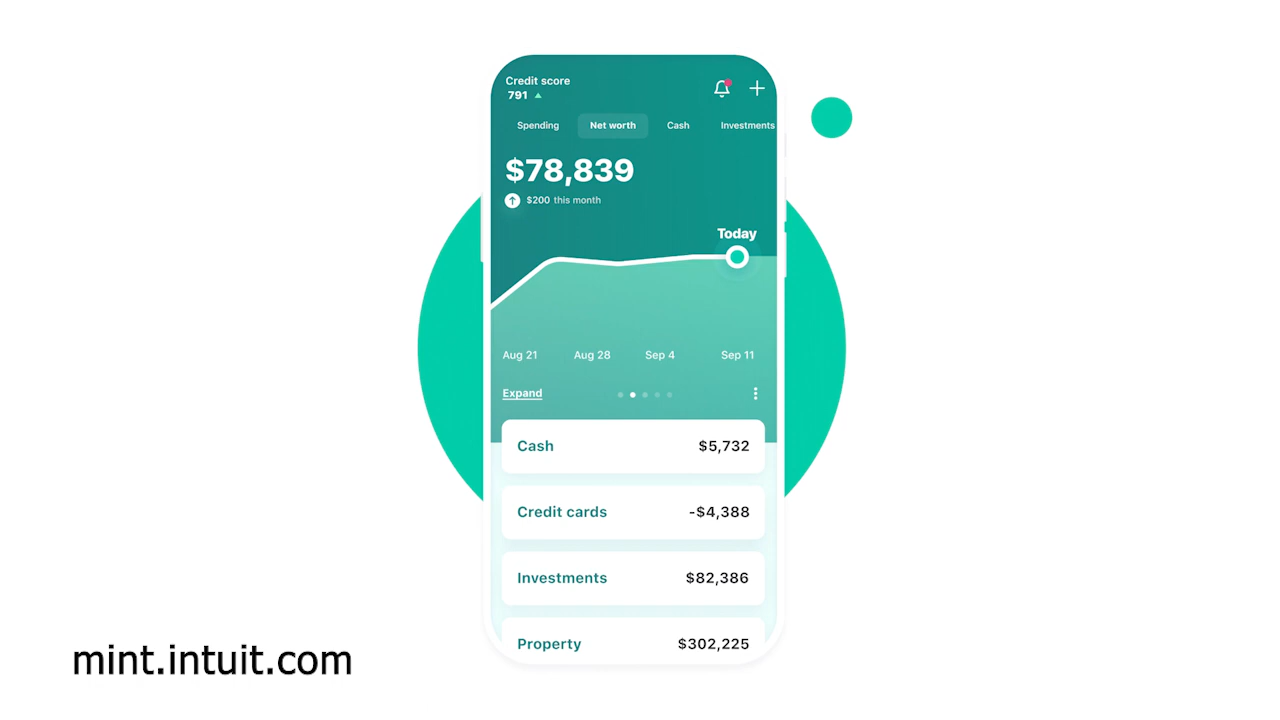 Credit score
791
Spending Net worth Cash Investments
$78,839
$200 this month
Today
Aug 21 Aug 28 Sep 4 Sep 11
Expand
Cash $5,732
Credit cards -$4,388
Investments $82,386
Property $302,225
mint.intuit.com